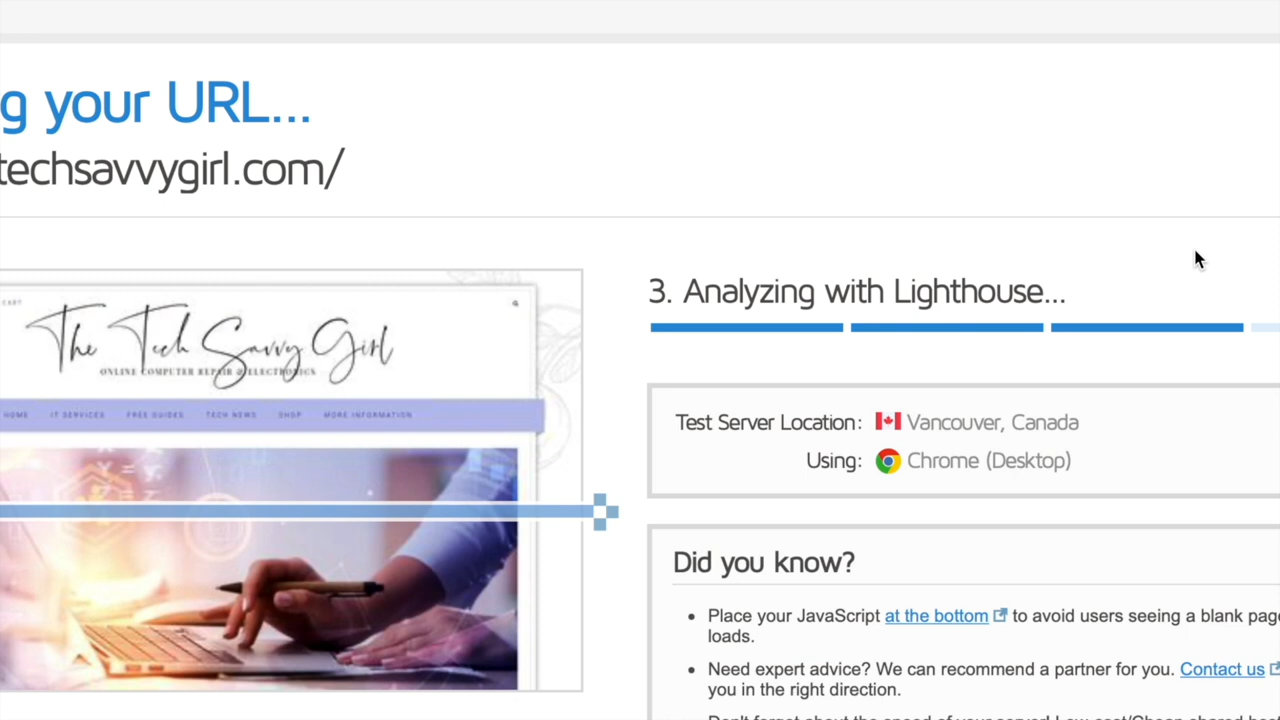 g your URL...
techsavvygirl.com/
CART
The Tech Savvy Girl
ONLINE COMPUTER REPAIR & ELECTRONICS
HOME IT SERVICES FREE GUIDES TECH NEWS SHOP MORE INFORMATION
3. Analyzing with Lighthouse...
Test Server Location: Vancouver, Canada
Using: Chrome (Desktop)
Did you know?
• Place your JavaScript at the bottom to avoid users seeing a blank page
loads.
• Need expert advice? We can recommend a partner for you. Contact us
you in the right direction.